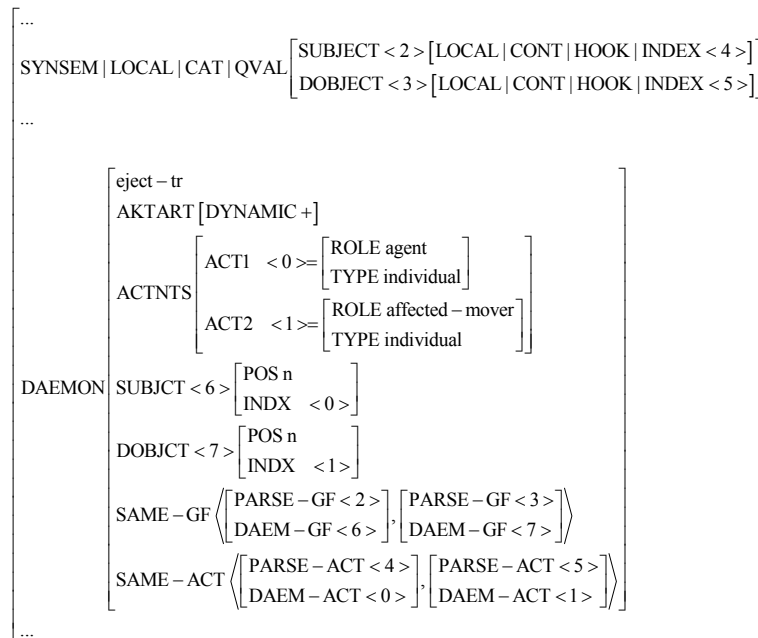 ...
SYNSEM | LOCAL | CAT | QVAL [SUBJECT < 2 > [LOCAL | CONT | HOOK | INDEX < 4 >]
DOBJECT < 3 > [LOCAL | CONT | HOOK | INDEX < 5 >]]
...
eject – tr
AKTART [DYNAMIC +]
ACTNTS [ACT1 < 0 >= [ROLE agent
TYPE individual]
ACT2 < 1 >= [ROLE affected – mover
TYPE individual]]
DAEMON SUBJCT < 6 > [POS n
INDX < 0 >]
DOBJCT < 7 > [POS n
INDX < 1 >]
SAME – GF ⟨[PARSE – GF < 2 >
DAEM – GF < 6 >], [PARSE – GF < 3 >
DAEM – GF < 7 >]⟩
SAME – ACT ⟨[PARSE – ACT < 4 >
DAEM – ACT < 0 >], [PARSE – ACT < 5 >
DAEM – ACT < 1 >]⟩
...